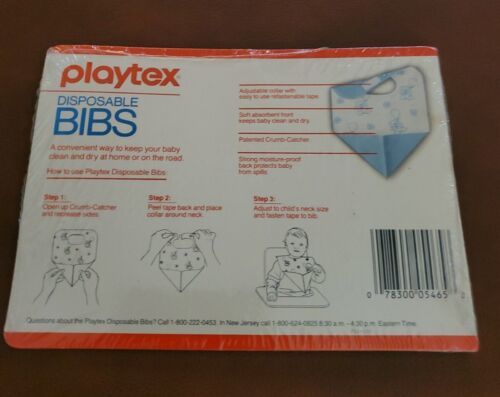 playtex
DISPOSABLE
BIBS
A convenient way to keep your baby
clean and dry at home or on the road.
How to use Playtex Disposable Bibs
Adjustable collar with
easy to use refastenable tape.
Soft absorbent front
keeps baby clean and dry.
Patented Crumb-Catcher.
Strong moisture-proof
back protects baby
from spills.
Step 1:
Open up Crumb-Catcher
and recrease sides.
Step 2:
Peel tape back and place
collar around neck.
Step 3:
Adjust to child's neck size
and fasten tape to bib.
0 78300 05465 0
Questions about the Playtex Disposable Bibs? Call 1-800-222-0453. In New Jersey call 1-800-624-0825 8:30 a.m. - 4:30 p.m. Eastern Time.